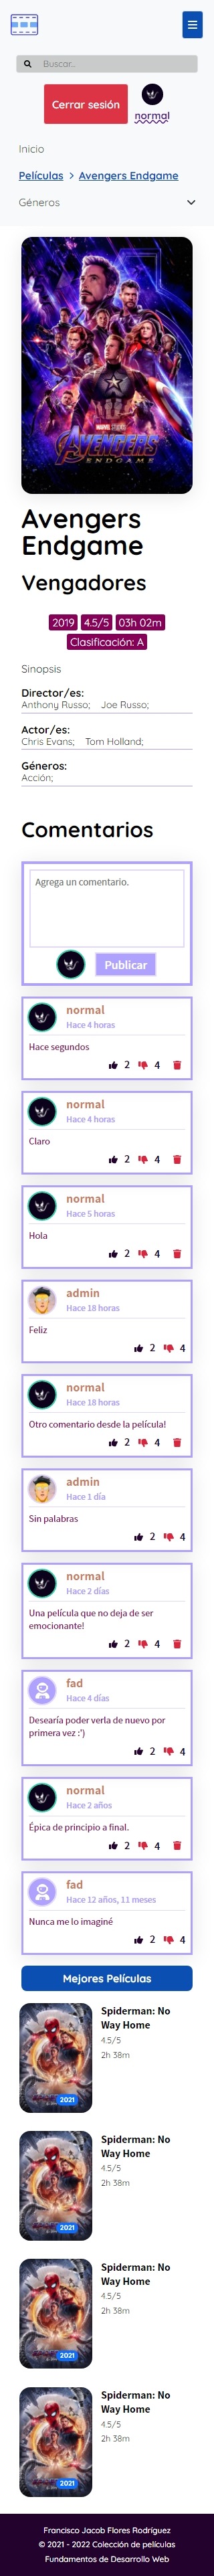 Buscar...
Cerrar sesión
normal
Inicio
Películas > Avengers Endgame
Géneros
MARVEL STUDIOS
AVENGERS
ENDGAME
Avengers
Endgame
Vengadores
2019 4.5/5 03h 02m
Clasificación: A
Sinopsis
Director/es:
Anthony Russo; Joe Russo;
Actor/es:
Chris Evans; Tom Holland;
Géneros:
Acción;
Comentarios
Agrega un comentario.
Publicar
normal
Hace 4 horas
Hace segundos
2 4
normal
Hace 4 horas
Claro
2 4
normal
Hace 5 horas
Hola
2 4
admin
Hace 18 horas
Feliz
2 4
normal
Hace 18 horas
Otro comentario desde la película!
2 4
admin
Hace 1 día
Sin palabras
2 4
normal
Hace 2 días
Una película que no deja de ser
emocionante!
2 4
fad
Hace 4 días
Desearía poder verla de nuevo por
primera vez :')
2 4
normal
Hace 2 años
Épica de principio a final.
2 4
fad
Hace 12 años, 11 meses
Nunca me lo imaginé
2 4
Mejores Películas
Spiderman: No
Way Home
4.5/5
2h 38m
2021
Spiderman: No
Way Home
4.5/5
2h 38m
2021
Spiderman: No
Way Home
4.5/5
2h 38m
2021
Spiderman: No
Way Home
4.5/5
2h 38m
2021
Francisco Jacob Flores Rodríguez
© 2021 - 2022 Colección de películas
Fundamentos de Desarrollo Web